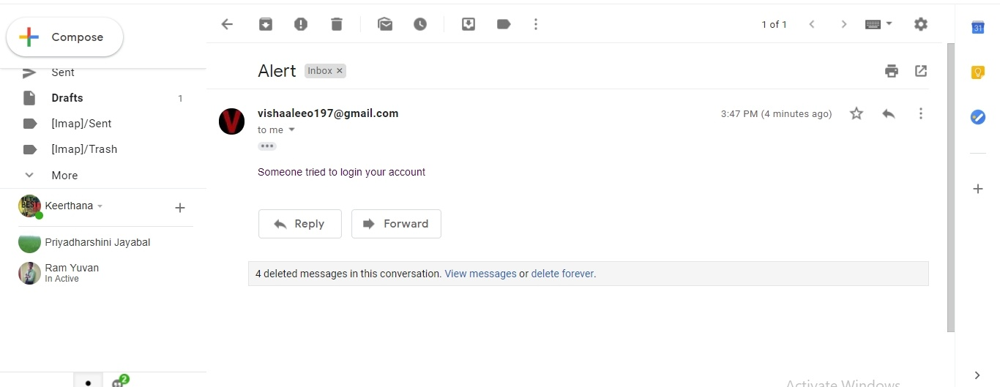 Compose
1 of 1
Sent
Drafts 1
[Imap]/Sent
[Imap]/Trash
More
Keerthana
Priyadharshini Jayabal
Ram Yuvan
In Active
2
Alert Inbox ×
V
vishaaleeo197@gmail.com 3:47 PM (4 minutes ago)
to me
Someone tried to login your account
Reply Forward
4 deleted messages in this conversation. View messages or delete forever.
31
Activate Windows